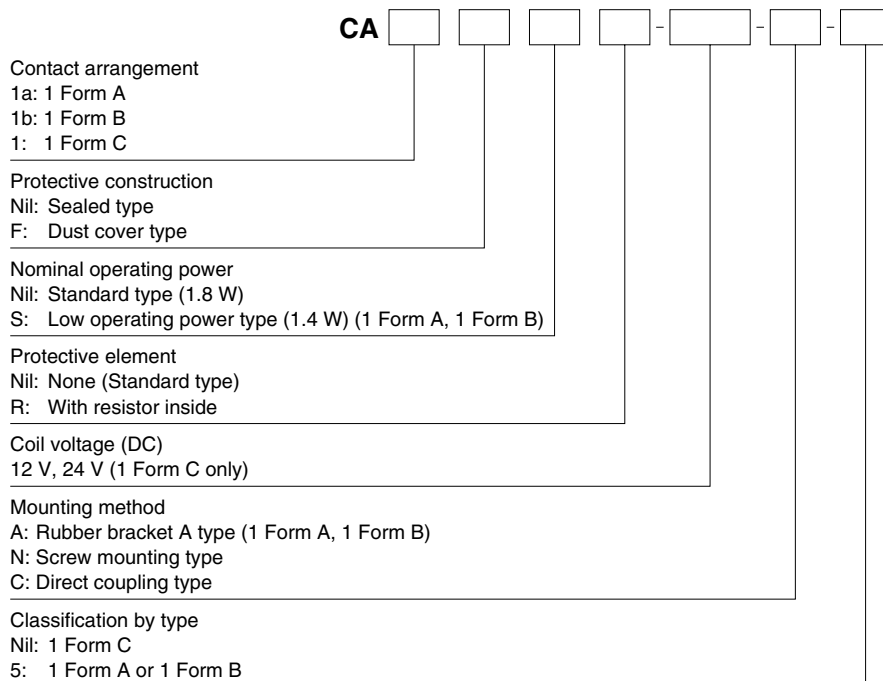 CA - - -
Contact arrangement
1a: 1 Form A
1b: 1 Form B
1: 1 Form C
Protective construction
Nil: Sealed type
F: Dust cover type
Nominal operating power
Nil: Standard type (1.8 W)
S: Low operating power type (1.4 W) (1 Form A, 1 Form B)
Protective element
Nil: None (Standard type)
R: With resistor inside
Coil voltage (DC)
12 V, 24 V (1 Form C only)
Mounting method
A: Rubber bracket A type (1 Form A, 1 Form B)
N: Screw mounting type
C: Direct coupling type
Classification by type
Nil: 1 Form C
5: 1 Form A or 1 Form B